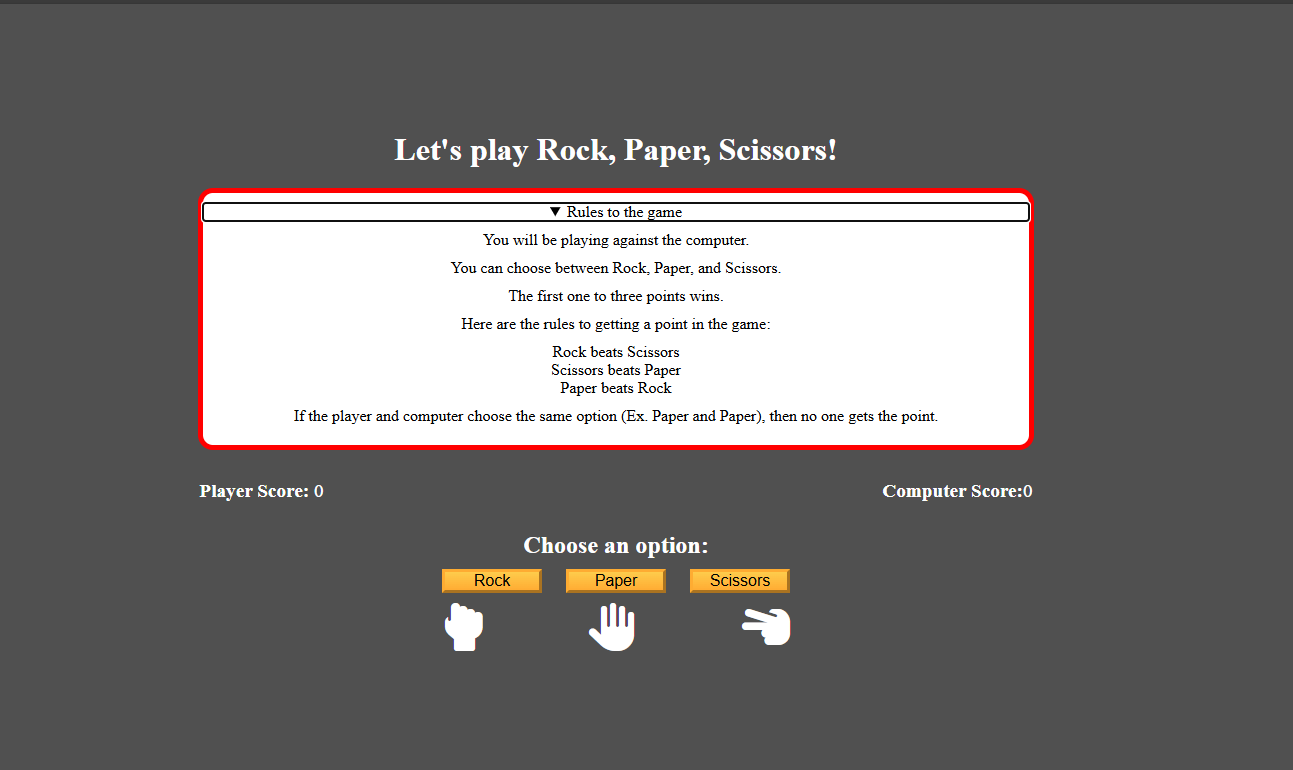 Let's play Rock, Paper, Scissors!
▼ Rules to the game
You will be playing against the computer.
You can choose between Rock, Paper, and Scissors.
The first one to three points wins.
Here are the rules to getting a point in the game:
Rock beats Scissors
Scissors beats Paper
Paper beats Rock
If the player and computer choose the same option (Ex. Paper and Paper), then no one gets the point.
Player Score: 0 Computer Score:0
Choose an option:
Rock Paper Scissors